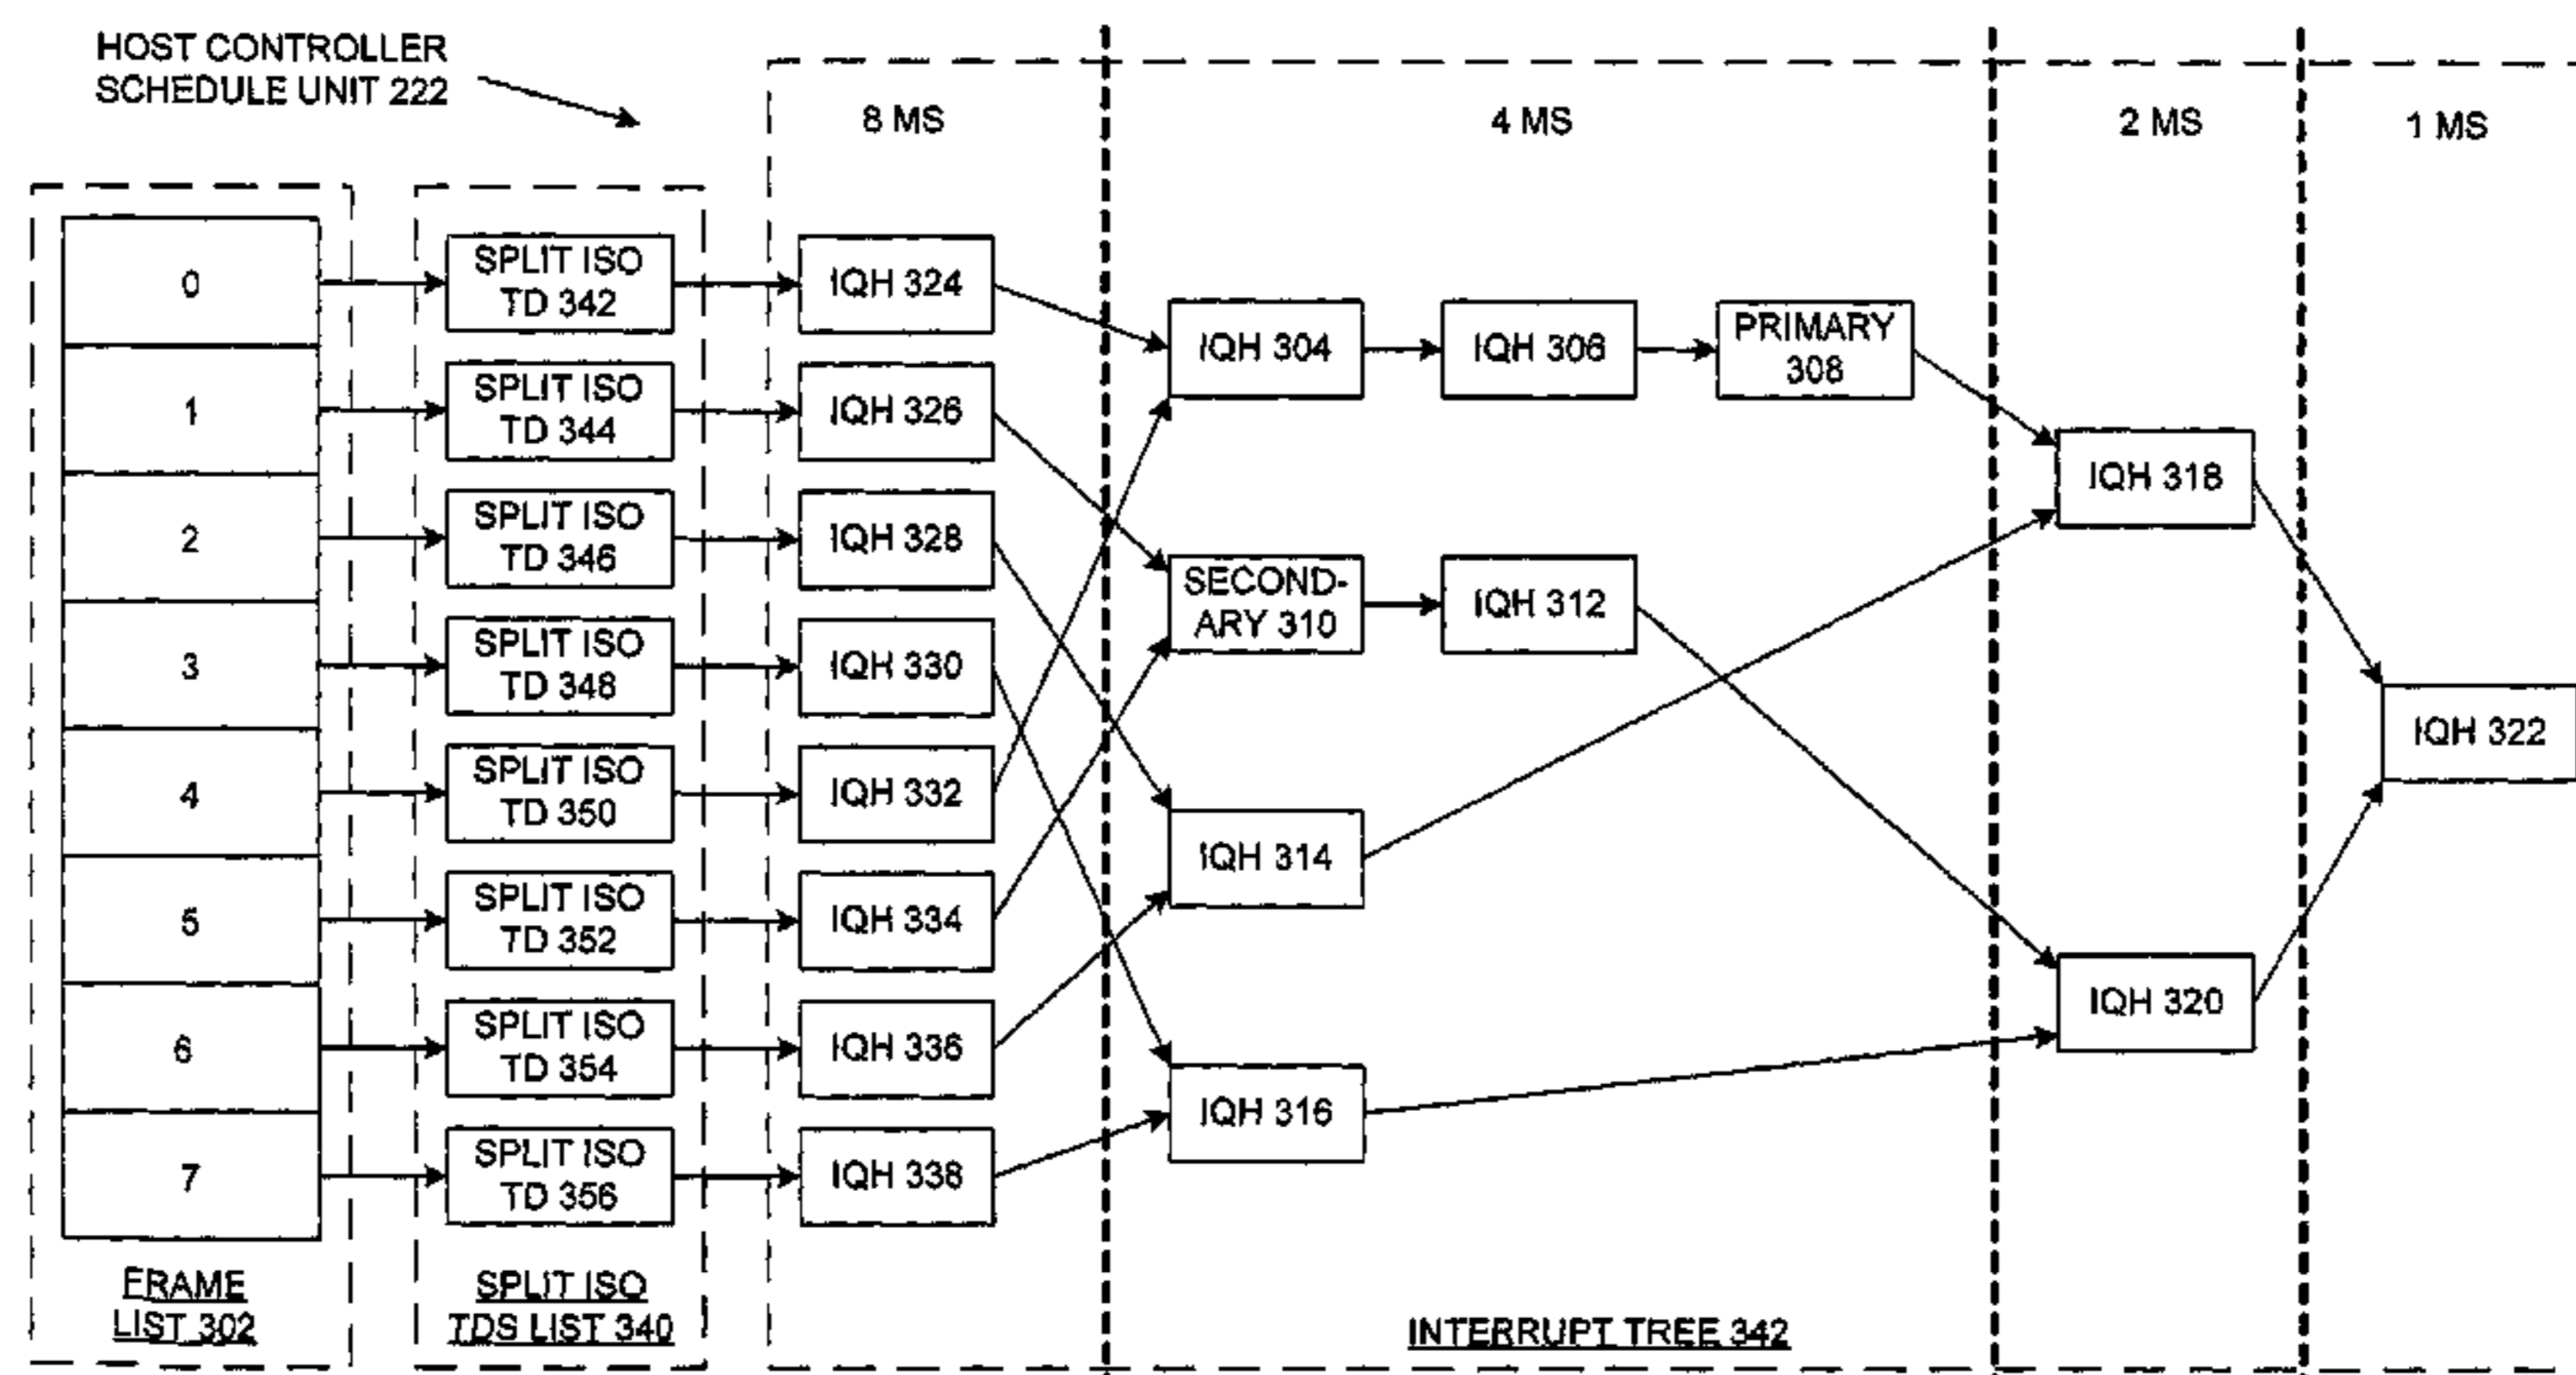 HOST CONTROLLER
SCHEDULE UNIT 222
8 MS
4 MS
2 MS
1 MS
0
1
2
3
4
5
6
7
FRAME
LIST 302
SPLIT ISO
TD 342
SPLIT ISO
TD 344
SPLIT ISO
TD 346
SPLIT ISO
TD 348
SPLIT ISO
TD 350
SPLIT ISO
TD 352
SPLIT ISO
TD 354
SPLIT ISO
TD 356
SPLIT ISO
TDS LIST 340
IQH 324
IQH 326
IQH 328
IQH 330
IQH 332
IQH 334
IQH 336
IQH 338
IQH 304
IQH 306
PRIMARY
308
SECOND-
ARY 310
IQH 312
IQH 314
IQH 316
IQH 318
IQH 320
IQH 322
INTERRUPT TREE 342